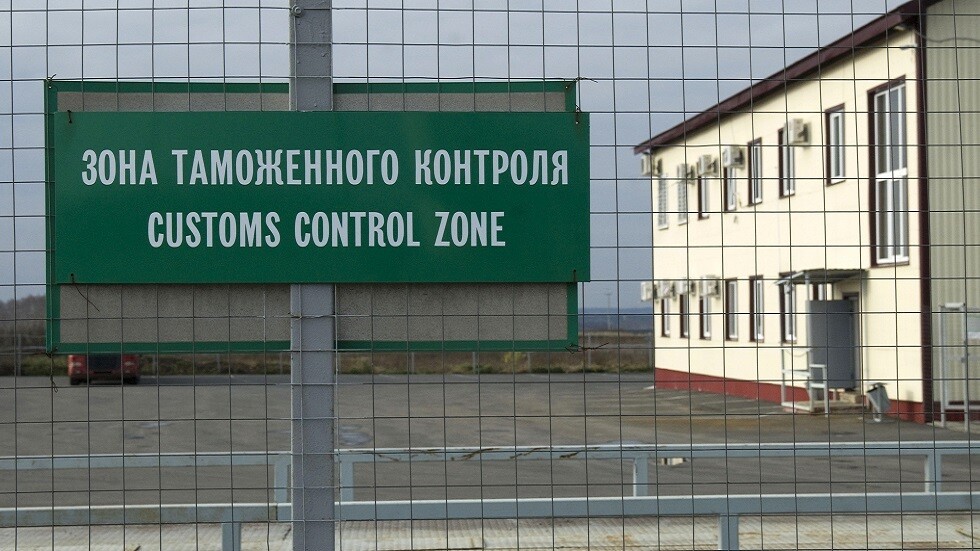 ЗОНА ТАМОЖЕННОГО КОНТРОЛЯ
CUSTOMS CONTROL ZONE